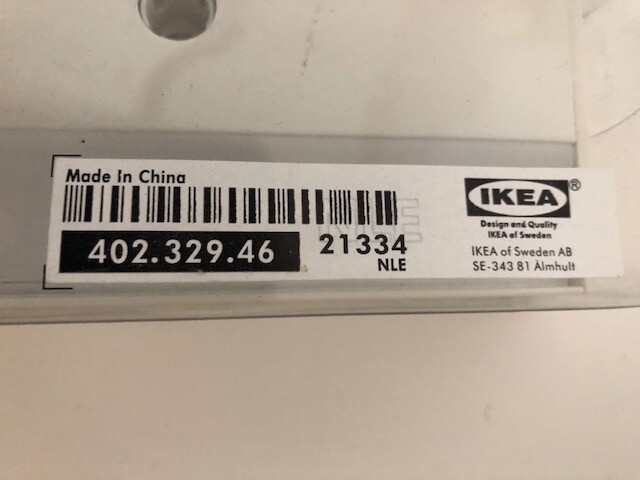 Made In China
402.329.46
21334
NLE
IKEA®
Design and Quality
IKEA of Sweden
IKEA of Sweden AB
SE-343 81 Älmhult